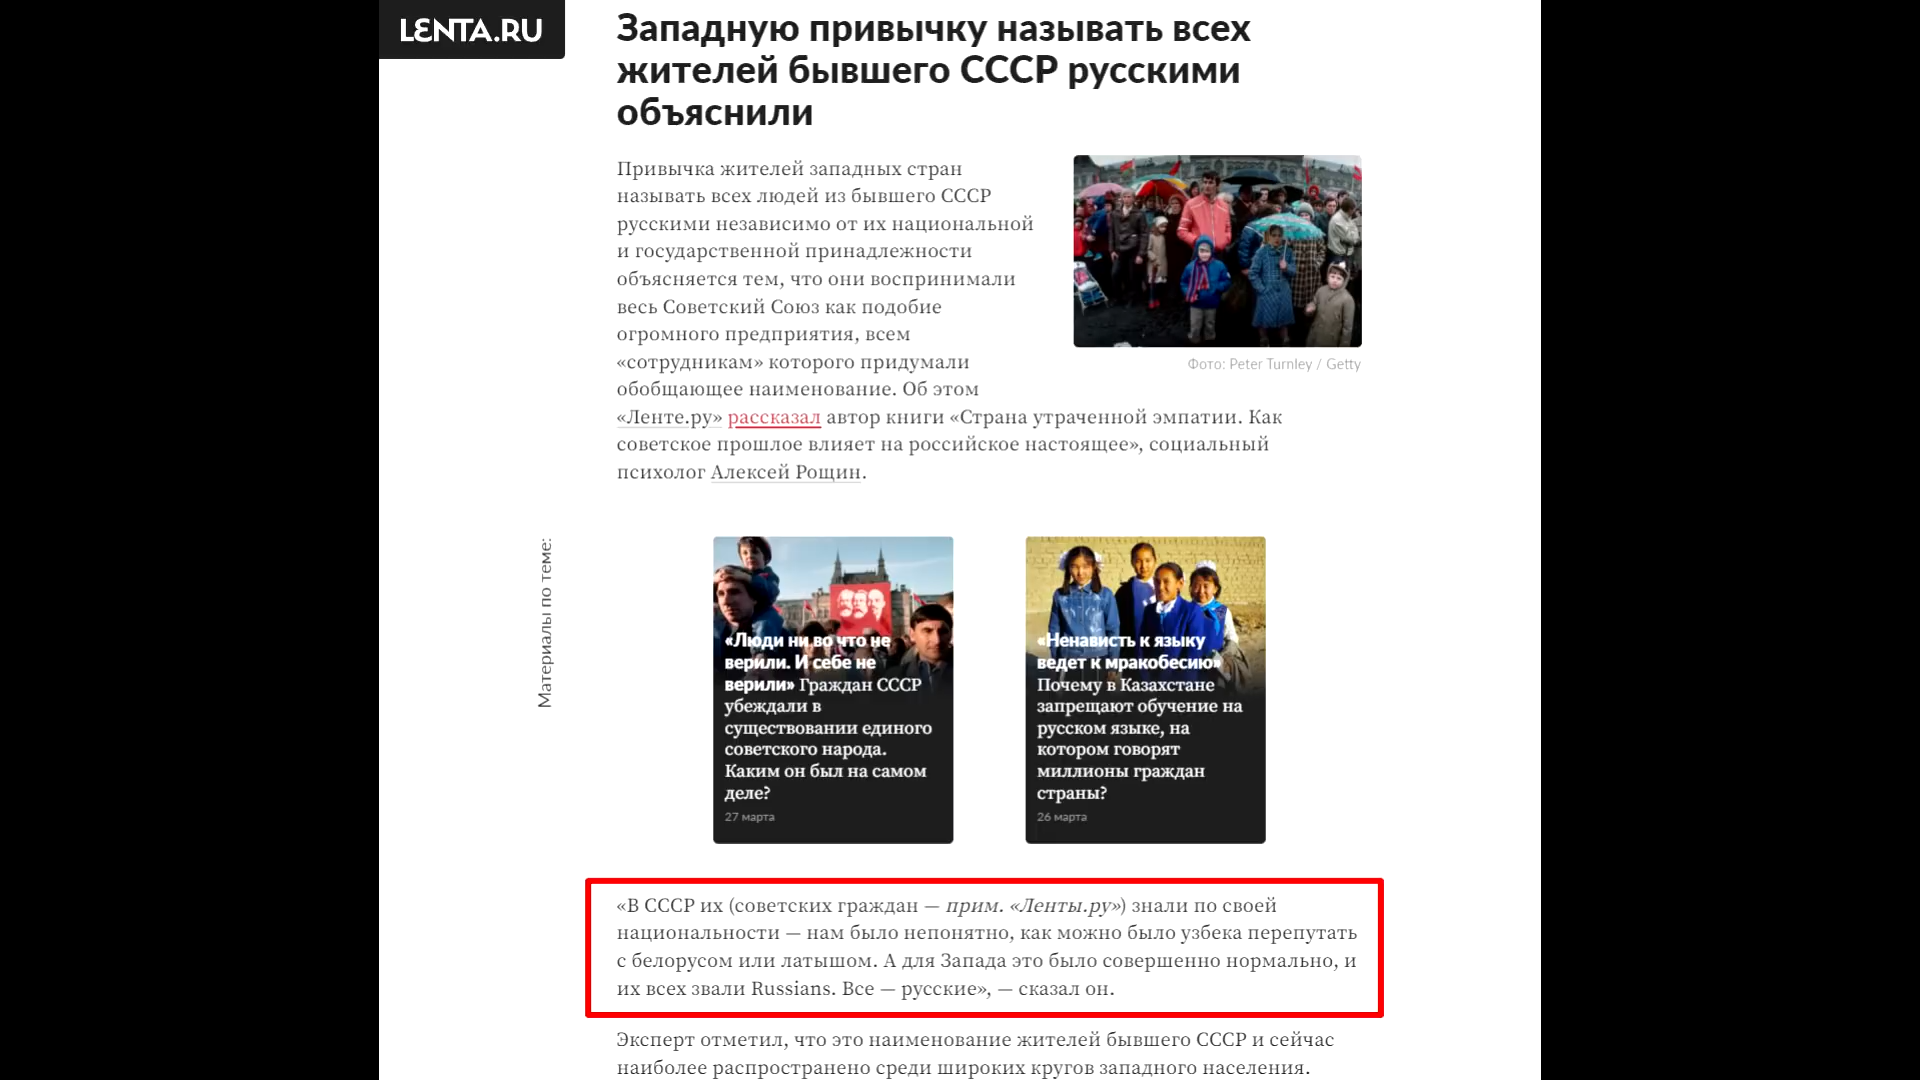 LENTA.RU
Западную привычку называть всех
жителей бывшего СССР русскими
объяснили
Привычка жителей западных стран
называть всех людей из бывшего СССР
русскими независимо от их национальной
и государственной принадлежности
объясняется тем, что они воспринимали
весь Советский Союз как подобие
огромного предприятия, всем
«сотрудникам» которого придумали
обобщающее наименование. Об этом
«Ленте.ру» рассказал автор книги «Страна утраченной эмпатии. Как
советское прошлое влияет на российское настоящее», социальный
психолог Алексей Рощин.
Фото: Peter Turnley / Getty
Материалы по теме:
«Люди ни во что не
верили. И себе не
верили» Граждан СССР
убеждали в
существовании единого
советского народа.
Каким он был на самом
деле?
27 марта
«Ненависть к языку
ведет к мракобесию»
Почему в Казахстане
запрещают обучение на
русском языке, на
котором говорят
миллионы граждан
страны?
26 марта
«В СССР их (советских граждан — прим. «Ленты.ру») знали по своей
национальности — нам было непонятно, как можно было узбека перепутать
с белорусом или латышом. А для Запада это было совершенно нормально, и
их всех звали Russians. Все — русские», — сказал он.
Эксперт отметил, что это наименование жителей бывшего СССР и сейчас
наиболее распространено среди широких кругов западного населения.